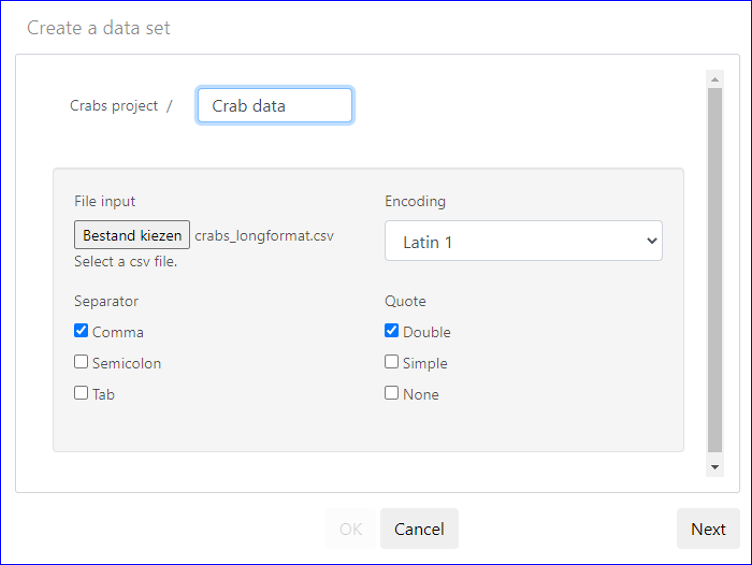 Create a data set
Crabs project / Crab data
File input Encoding
Bestand kiezen crabs_longformat.csv Latin 1
Select a csv file.
Separator Quote
Comma Double
Semicolon Simple
Tab None
OK Cancel Next